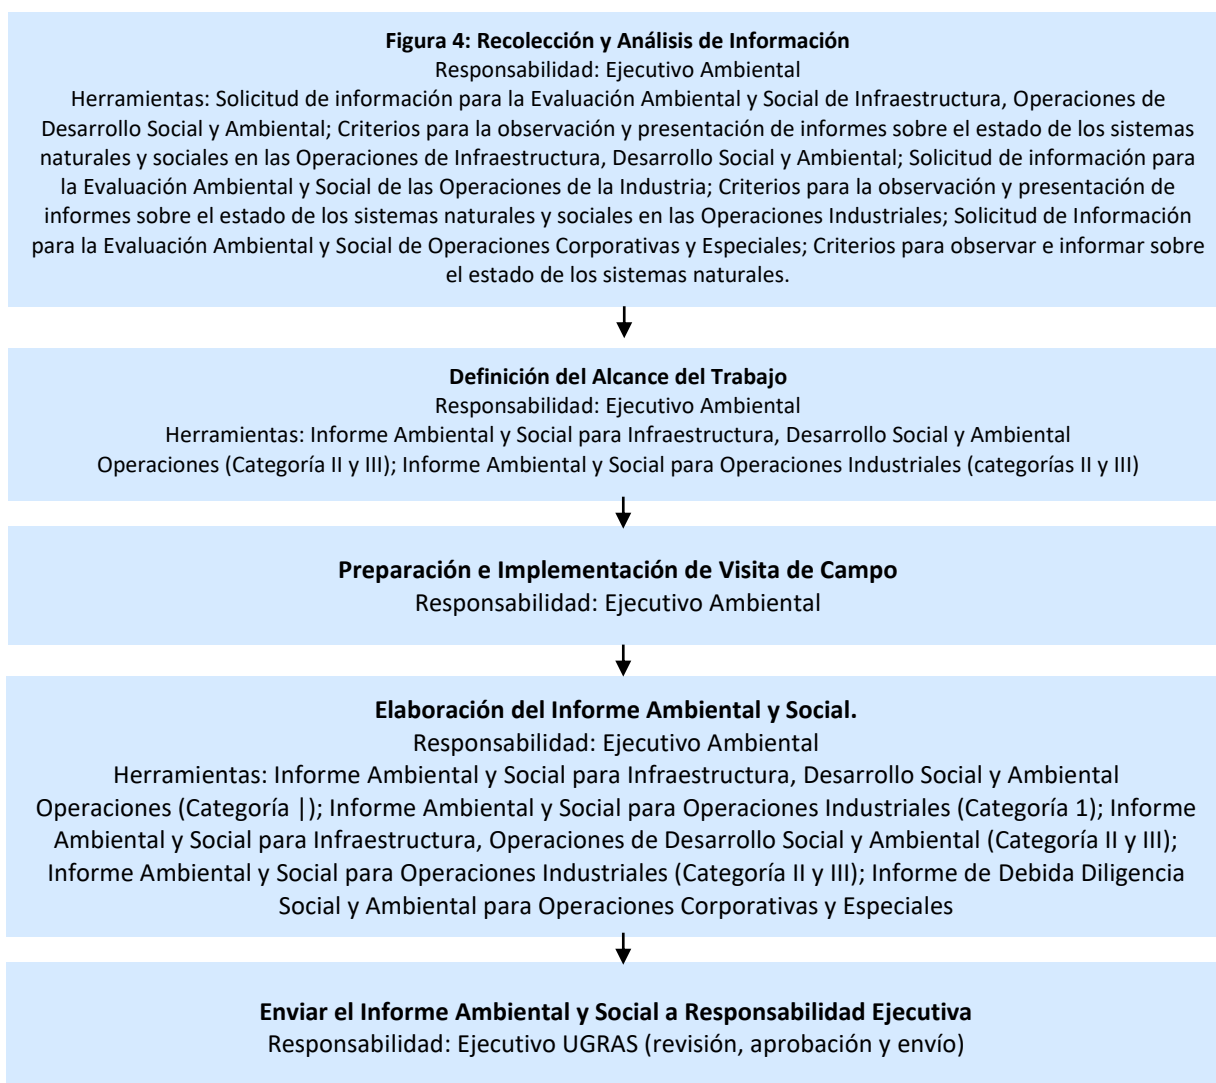 Figura 4: Recolección y Análisis de Información
Responsabilidad: Ejecutivo Ambiental
Herramientas: Solicitud de información para la Evaluación Ambiental y Social de Infraestructura, Operaciones de
Desarrollo Social y Ambiental; Criterios para la observación y presentación de informes sobre el estado de los sistemas
naturales y sociales en las Operaciones de Infraestructura, Desarrollo Social y Ambiental; Solicitud de información para
la Evaluación Ambiental y Social de las Operaciones de la Industria; Criterios para la observación y presentación de
informes sobre el estado de los sistemas naturales y sociales en las Operaciones Industriales; Solicitud de Información
para la Evaluación Ambiental y Social de Operaciones Corporativas y Especiales; Criterios para observar e informar sobre
el estado de los sistemas naturales.
Definición del Alcance del Trabajo
Responsabilidad: Ejecutivo Ambiental
Herramientas: Informe Ambiental y Social para Infraestructura, Desarrollo Social y Ambiental
Operaciones (Categoría II y III); Informe Ambiental y Social para Operaciones Industriales (categorías II y III)
Preparación e Implementación de Visita de Campo
Responsabilidad: Ejecutivo Ambiental
Elaboración del Informe Ambiental y Social.
Responsabilidad: Ejecutivo Ambiental
Herramientas: Informe Ambiental y Social para Infraestructura, Desarrollo Social y Ambiental
Operaciones (Categoría |); Informe Ambiental y Social para Operaciones Industriales (Categoría 1); Informe
Ambiental y Social para Infraestructura, Operaciones de Desarrollo Social y Ambiental (Categoría II y III);
Informe Ambiental y Social para Operaciones Industriales (Categoría II y III); Informe de Debida Diligencia
Social y Ambiental para Operaciones Corporativas y Especiales
Enviar el Informe Ambiental y Social a Responsabilidad Ejecutiva
Responsabilidad: Ejecutivo UGRAS (revisión, aprobación y envío)